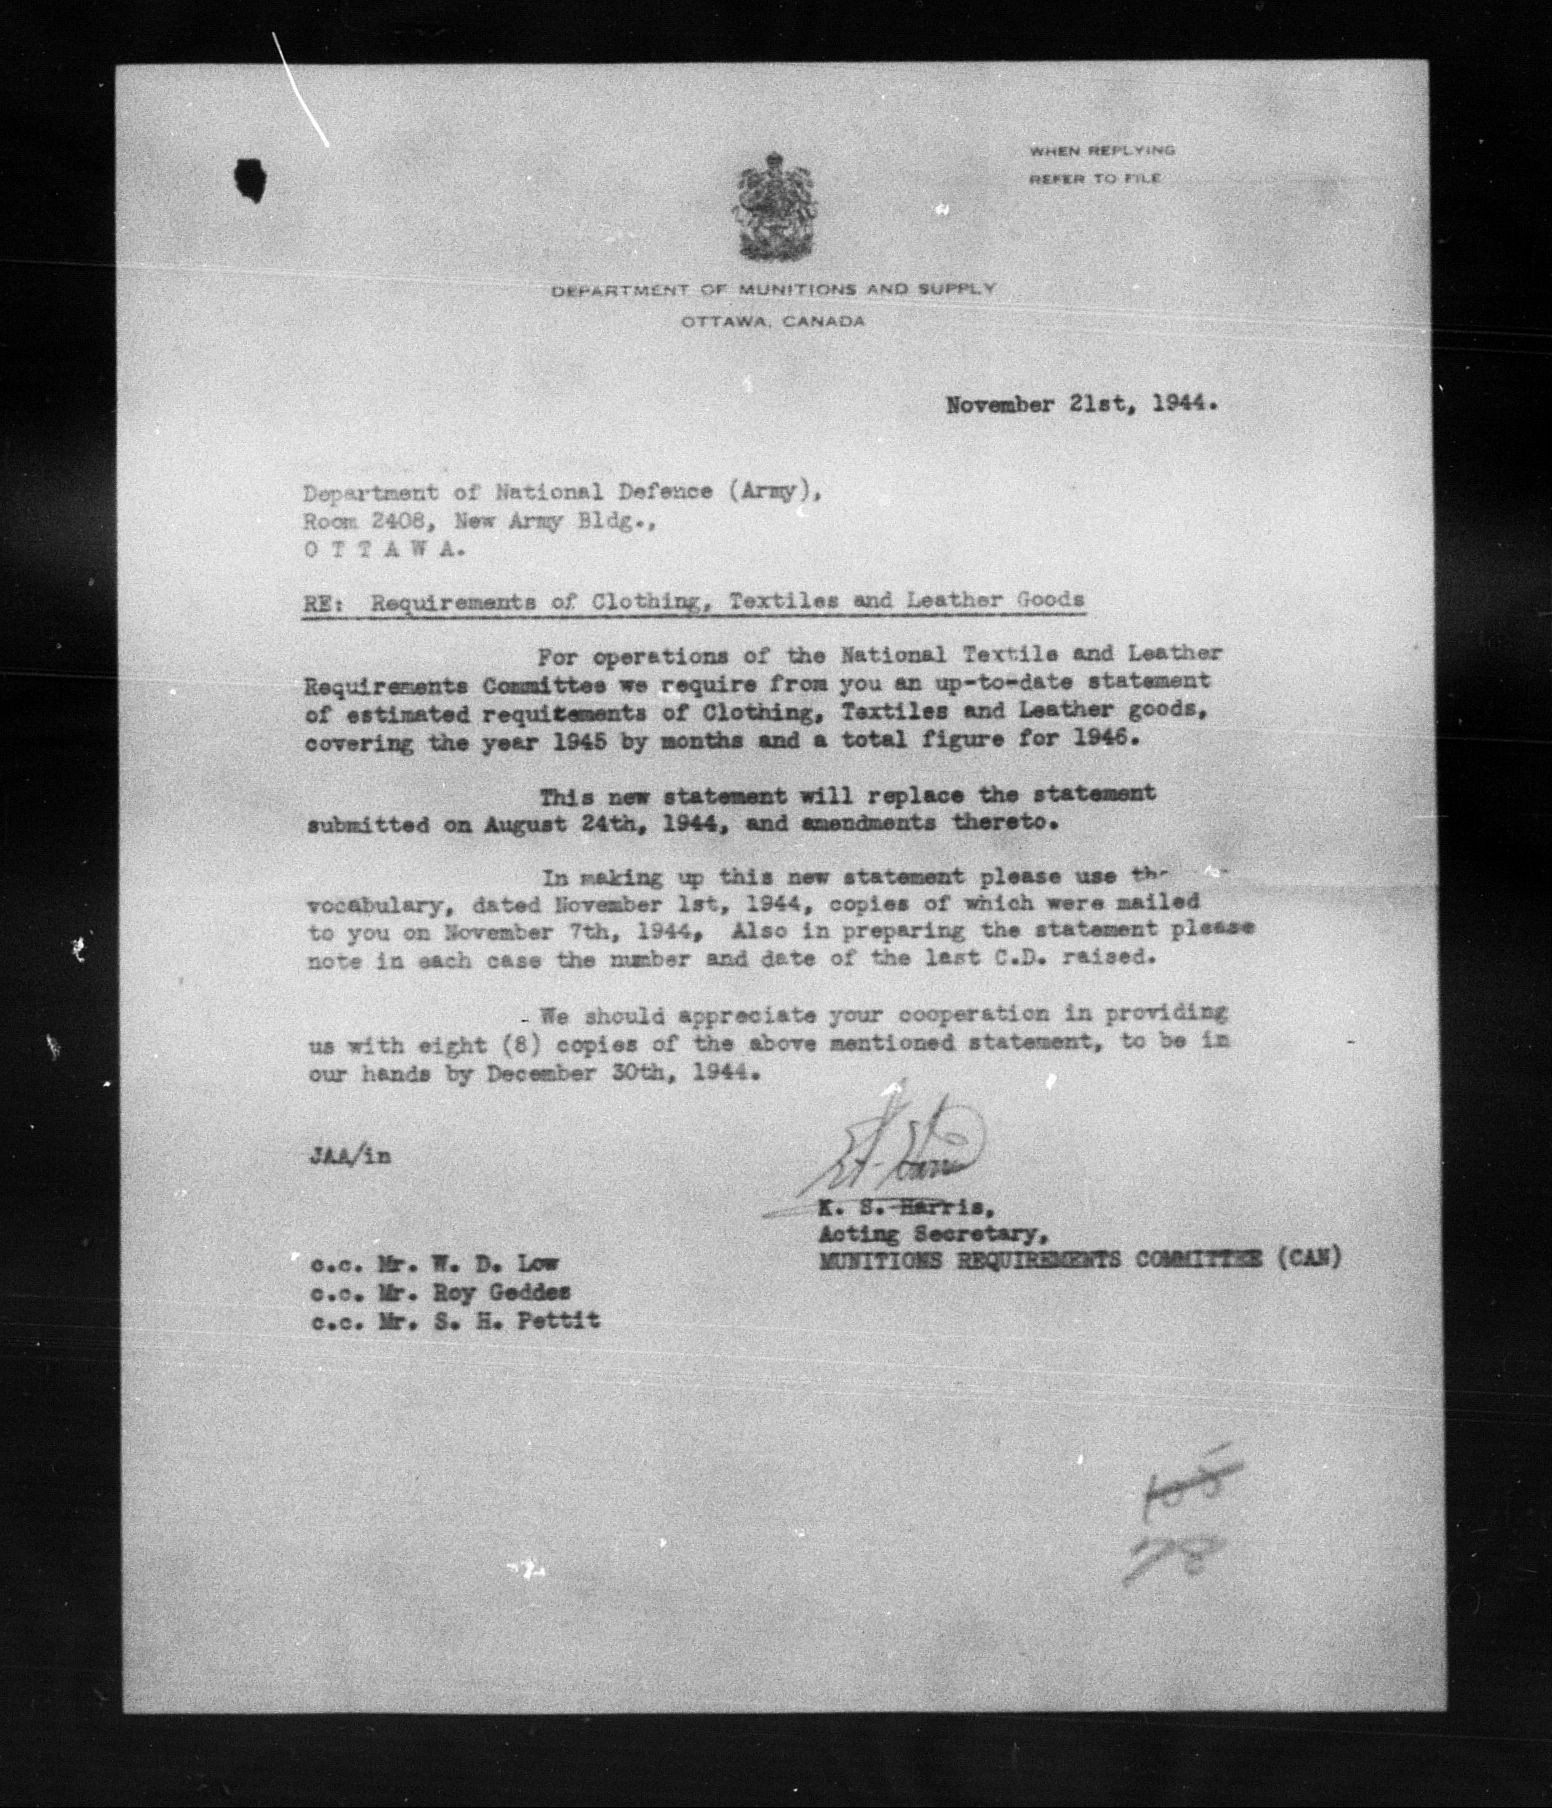 WHEN REPLYING
REFER TO FILE
DEPARTMENT OF MUNITIONS AND SUPPLY
OTTAWA, CANADA
November 21st, 1944.
Department of National Defence (Army),
Room 2408, New Army Bldg.,
O T T A W A.
RE: Requirements of Clothing, Textiles and Leather Goods
For operations of the National Textile and Leather
Requirements Committee we require from you an up-to-date statement
of estimated requitements of Clothing, Textiles and Leather goods,
covering the year 1945 by months and a total figure for 1946.
This new statement will replace the statement
submitted on August 24th, 1944, and amendments thereto.
In making up this new statement please use the
vocabulary, dated November 1st, 1944, copies of which were mailed
to you on November 7th, 1944, Also in preparing the statement please
note in each case the number and date of the last C.D. raised.
We should appreciate your cooperation in providing
us with eight (8) copies of the above mentioned statement, to be in
our hands by December 30th, 1944.
JAA/in
K. S. Harris,
Acting Secretary,
MUNITIONS REQUIREMENTS COMMITTEE (CAN)
c.c. Mr. W. D. Low
c.c. Mr. Roy Geddes
c.c. Mr. S. H. Pettit